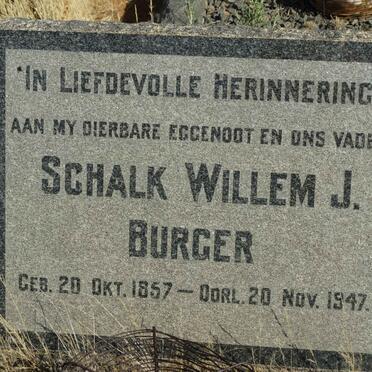 'IN LIEFDEVOLLE HERINNERING
AAN MY DIERBARE EGGENOOT EN ONS VADE
SCHALK WILLEM J.
BURGER
GEB. 20 OKT. 1857 — OORL. 20 NOV. 1947.